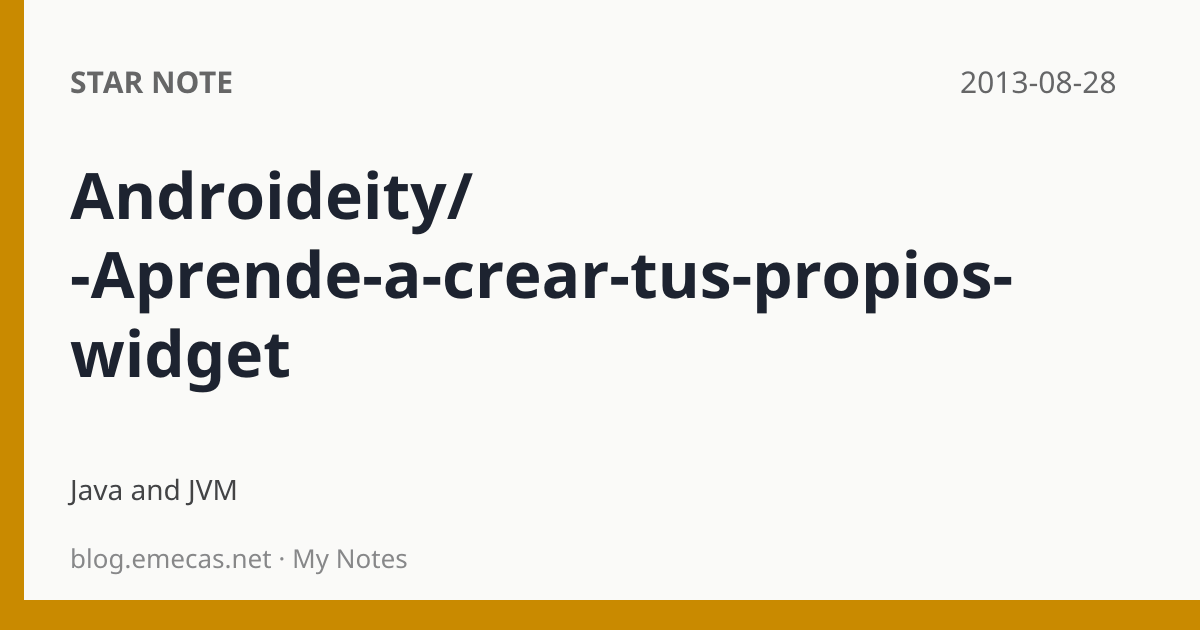 STAR NOTE
2013-08-28
Androideity/
-Aprende-a-crear-tus-propios-
widget
Java and JVM
blog.emecas.net · My Notes